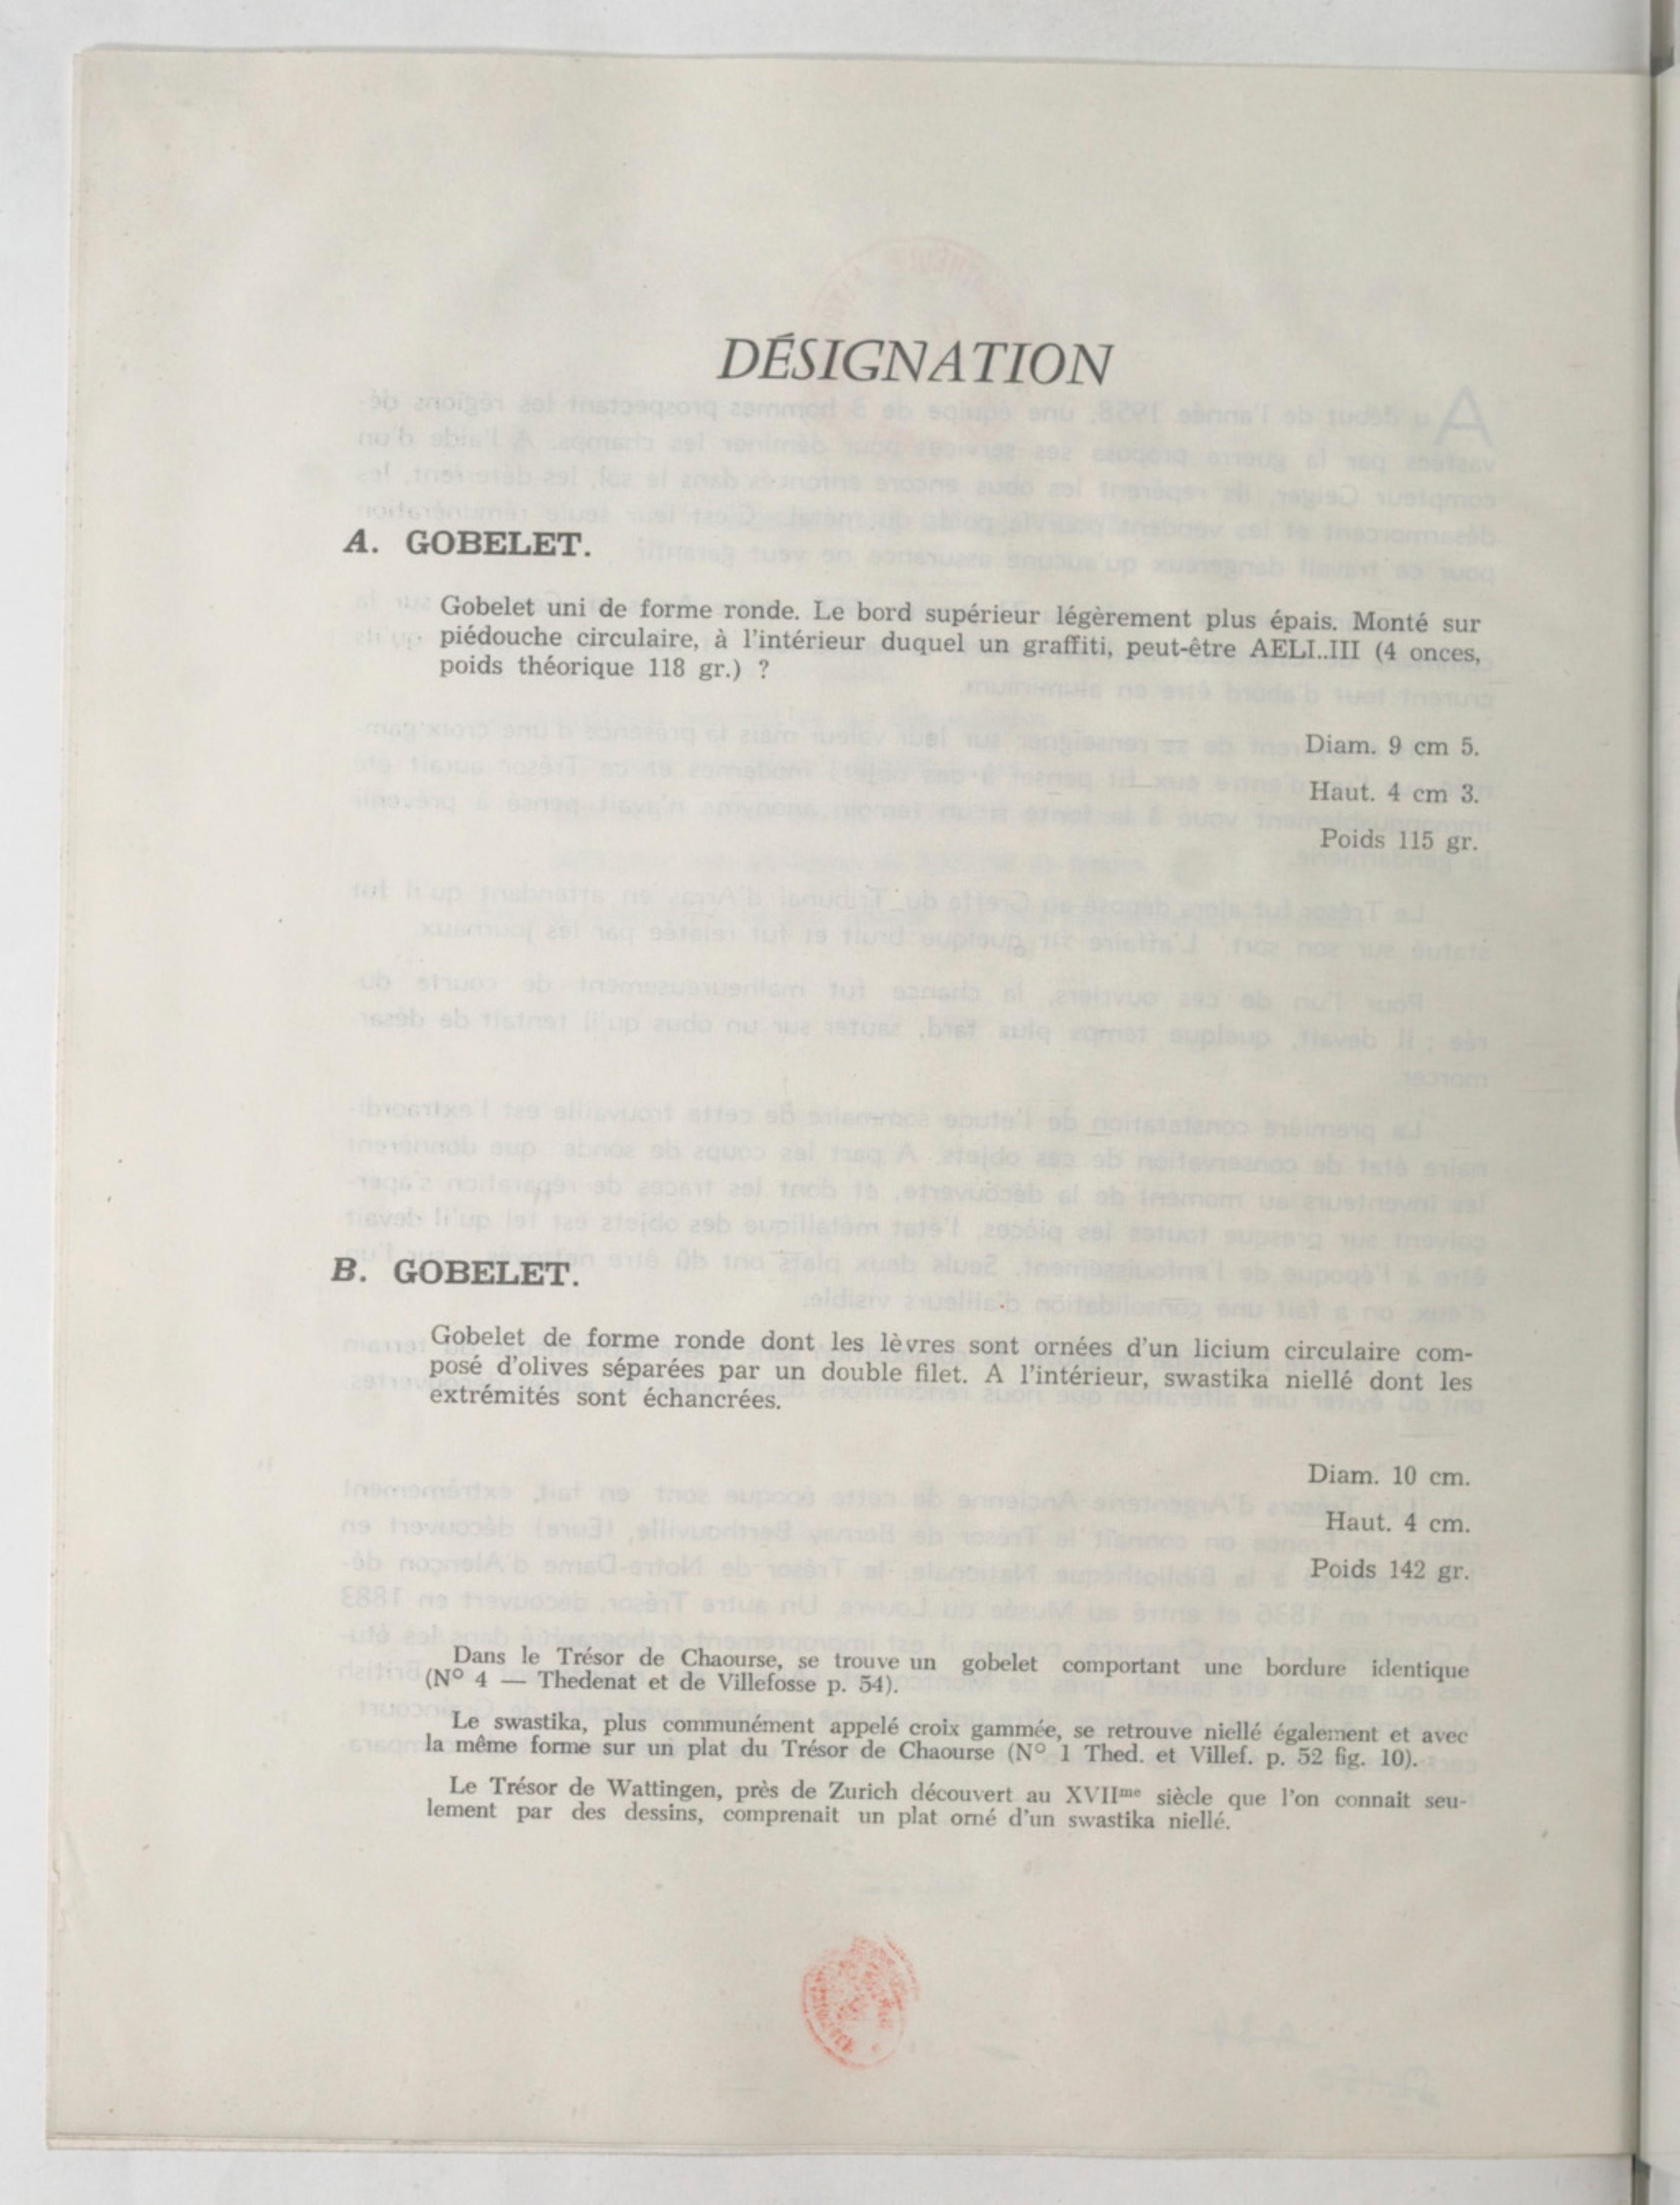 DÉSIGNATION
A. GOBELET.
Gobelet uni de forme ronde. Le bord supérieur légèrement plus épais. Monté sur
piédouche circulaire, à l'intérieur duquel un graffiti, peut-être AELI..III (4 onces,
poids théorique 118 gr.) ?
Diam. 9 cm 5.
Haut. 4 cm 3.
Poids 115 gr.
B. GOBELET.
Gobelet de forme ronde dont les lèvres sont ornées d'un licium circulaire com-
posé d'olives séparées par un double filet. A l'intérieur, swastika niellé dont les
extrémités sont échancrées.
Diam. 10 cm.
Haut. 4 cm.
Poids 142 gr.
Dans le Trésor de Chaourse, se trouve un gobelet comportant une bordure identique
(Nº 4 — Thedenat et de Villefosse p. 54).
Le swastika, plus communément appelé croix gammée, se retrouve niellé également et avec
la même forme sur un plat du Trésor de Chaourse (Nº 1 Thed. et Villef. p. 52 fig. 10).
Le Trésor de Wattingen, près de Zurich découvert au XVIIme siècle que l'on connait seu-
lement par des dessins, comprenait un plat orné d'un swastika niellé.